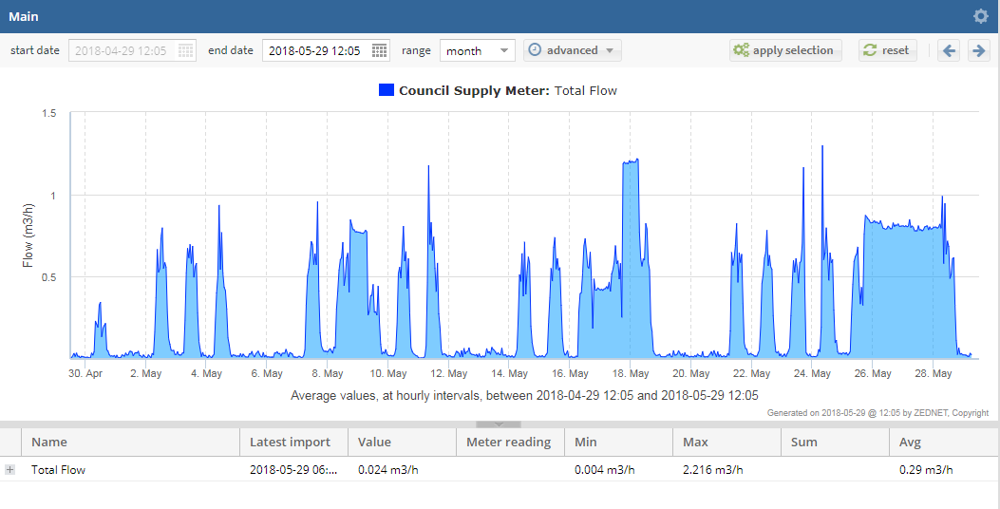 Main
start date 2018-04-29 12:05 end date 2018-05-29 12:05 range month advanced apply selection reset
Council Supply Meter: Total Flow
1.5
1
0.5
Flow (m3/h)
30. Apr 2. May 4. May 6. May 8. May 10. May 12. May 14. May 16. May 18. May 20. May 22. May 24. May 26. May 28. May
Average values, at hourly intervals, between 2018-04-29 12:05 and 2018-05-29 12:05
Generated on 2018-05-29 @ 12:05 by ZEDNET, Copyright
Name Latest import Value Meter reading Min Max Sum Avg
Total Flow 2018-05-29 06:... 0.024 m3/h 0.004 m3/h 2.216 m3/h 0.29 m3/h